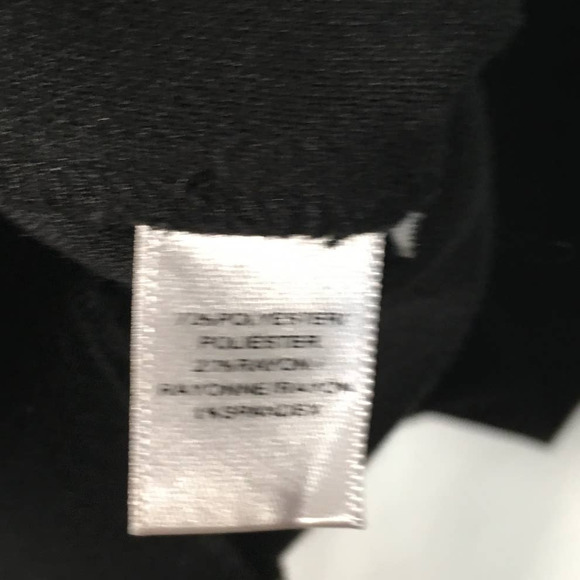 POLYESTER/
POLIESTER
RAYON/
RAYONNE/RAYON
SPANDEX